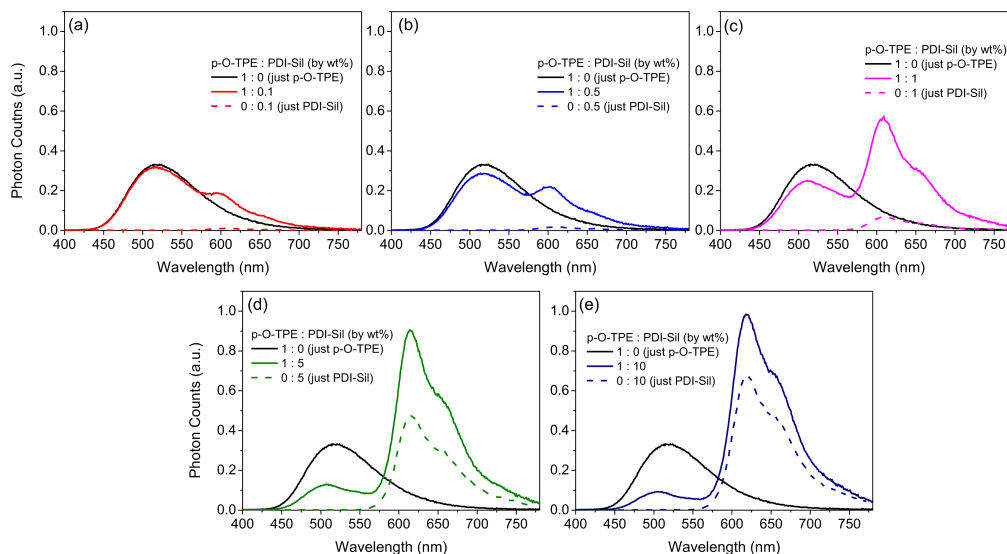 (a)
p-O-TPE : PDI-Sil (by wt%)
1 : 0 (just p-O-TPE)
1 : 0.1
0 : 0.1 (just PDI-Sil)
Photon Coutns (a.u.)
1.0
0.8
0.6
0.4
0.2
0.0
400 450 500 550 600 650 700 750
Wavelength (nm)
(b)
p-O-TPE : PDI-Sil (by wt%)
1 : 0 (just p-O-TPE)
1 : 0.5
0 : 0.5 (just PDI-Sil)
1.0
0.8
0.6
0.4
0.2
0.0
400 450 500 550 600 650 700 750
Wavelength (nm)
(c)
p-O-TPE : PDI-Sil (by wt%)
1 : 0 (just p-O-TPE)
1 : 1
0 : 1 (just PDI-Sil)
1.0
0.8
0.6
0.4
0.2
0.0
400 450 500 550 600 650 700 750
Wavelength (nm)
(d)
p-O-TPE : PDI-Sil (by wt%)
1 : 0 (just p-O-TPE)
1 : 5
0 : 5 (just PDI-Sil)
Photon Counts (a.u.)
1.0
0.8
0.6
0.4
0.2
0.0
400 450 500 550 600 650 700 750
Wavelength (nm)
(e)
p-O-TPE : PDI-Sil (by wt%)
1 : 0 (just p-O-TPE)
1 : 10
0 : 10 (just PDI-Sil)
1.0
0.8
0.6
0.4
0.2
0.0
400 450 500 550 600 650 700 750
Wavelength (nm)